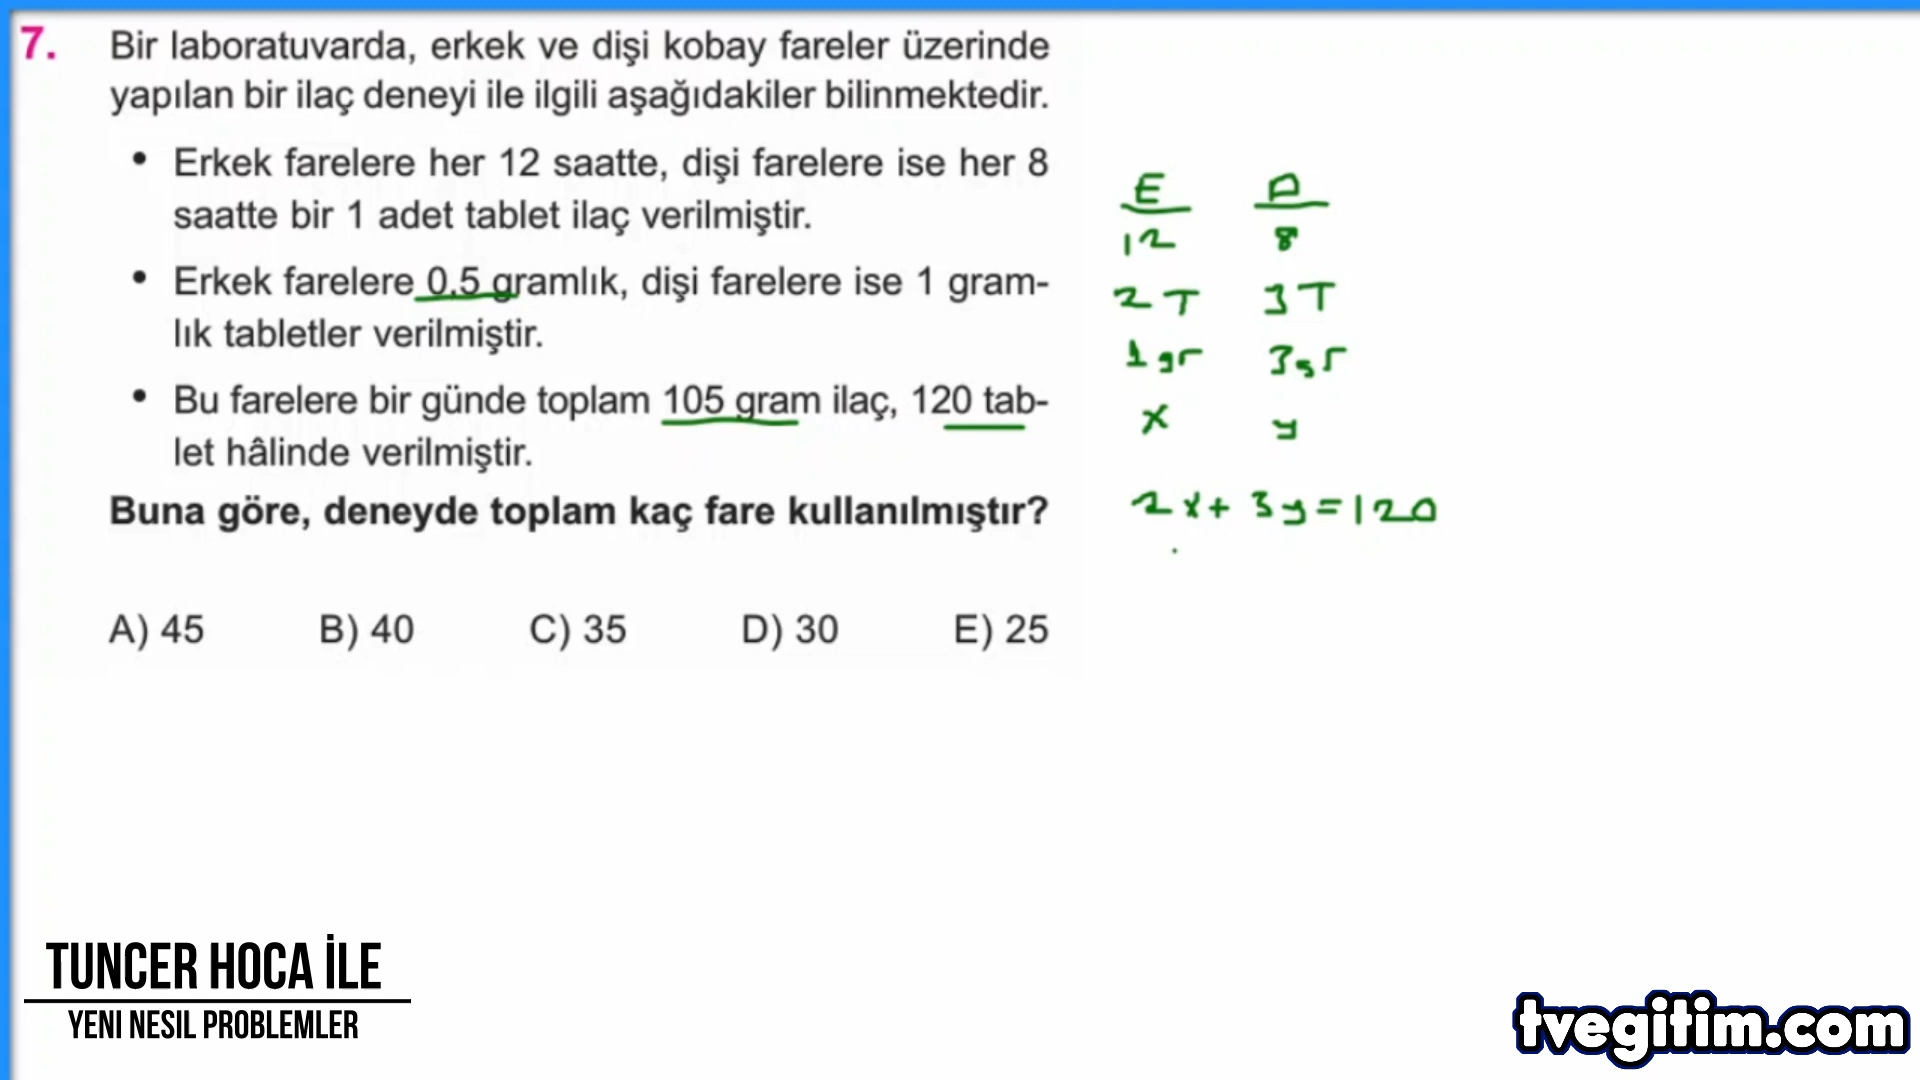 7. Bir laboratuvarda, erkek ve dişi kobay fareler üzerinde
yapılan bir ilaç deneyi ile ilgili aşağıdakiler bilinmektedir.
• Erkek farelere her 12 saatte, dişi farelere ise her 8
saatte bir 1 adet tablet ilaç verilmiştir.
• Erkek farelere 0,5 gramlık, dişi farelere ise 1 gram-
lık tabletler verilmiştir.
• Bu farelere bir günde toplam 105 gram ilaç, 120 tab-
let hâlinde verilmiştir.
Buna göre, deneyde toplam kaç fare kullanılmıştır?
A) 45 B) 40 C) 35 D) 30 E) 25
E D
12 8
2T 3T
1gr 3gr
x y
2x+3y=120
TUNCER HOCA İLE
YENI NESIL PROBLEMLER
tvegitim.com